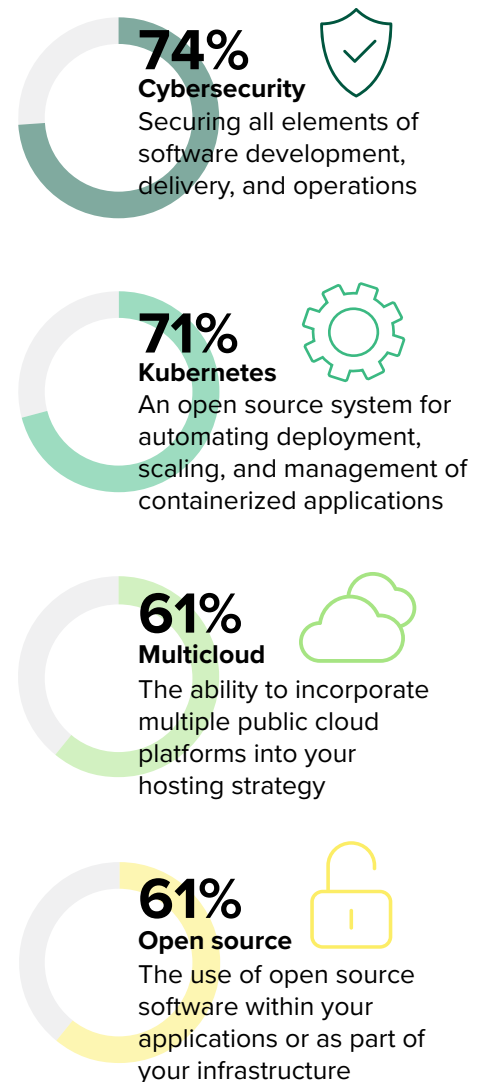 74%
Cybersecurity
Securing all elements of
software development,
delivery, and operations
71%
Kubernetes
An open source system for
automating deployment,
scaling, and management of
containerized applications
61%
Multicloud
The ability to incorporate
multiple public cloud
platforms into your
hosting strategy
61%
Open source
The use of open source
software within your
applications or as part of
your infrastructure